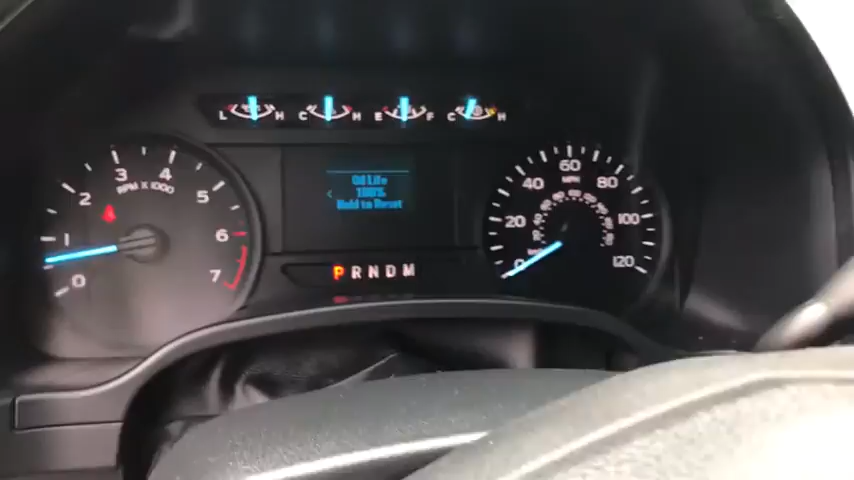 L H C H E F C H
0 1 2 3 4 5 6 7
RPM X 1000
Oil Life
100%
Hold to Reset
P R N D M
0 20 40 60 80 100 120
MPH